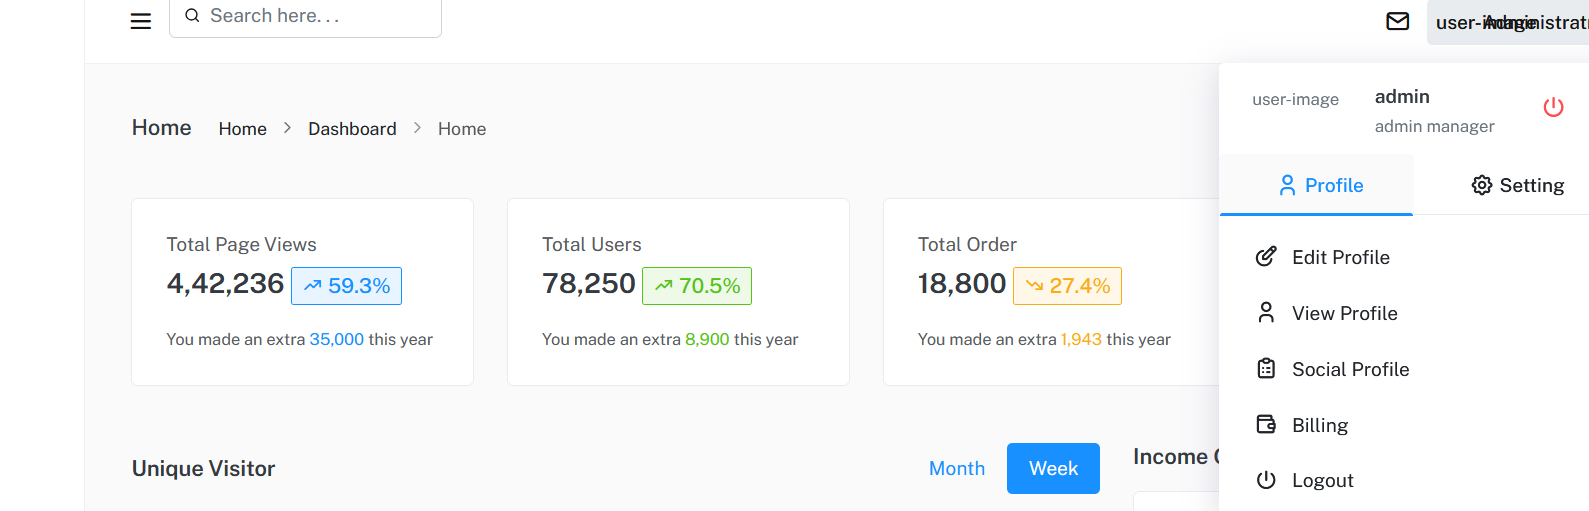 Search here. . .
user-image
Administrat
Home
Home > Dashboard > Home
user-image
admin
admin manager
Profile
Setting
Total Page Views
4,42,236 59.3%
You made an extra 35,000 this year
Total Users
78,250 70.5%
You made an extra 8,900 this year
Total Order
18,800 27.4%
You made an extra 1,943 this year
Edit Profile
View Profile
Social Profile
Billing
Logout
Unique Visitor
Month
Week
Income